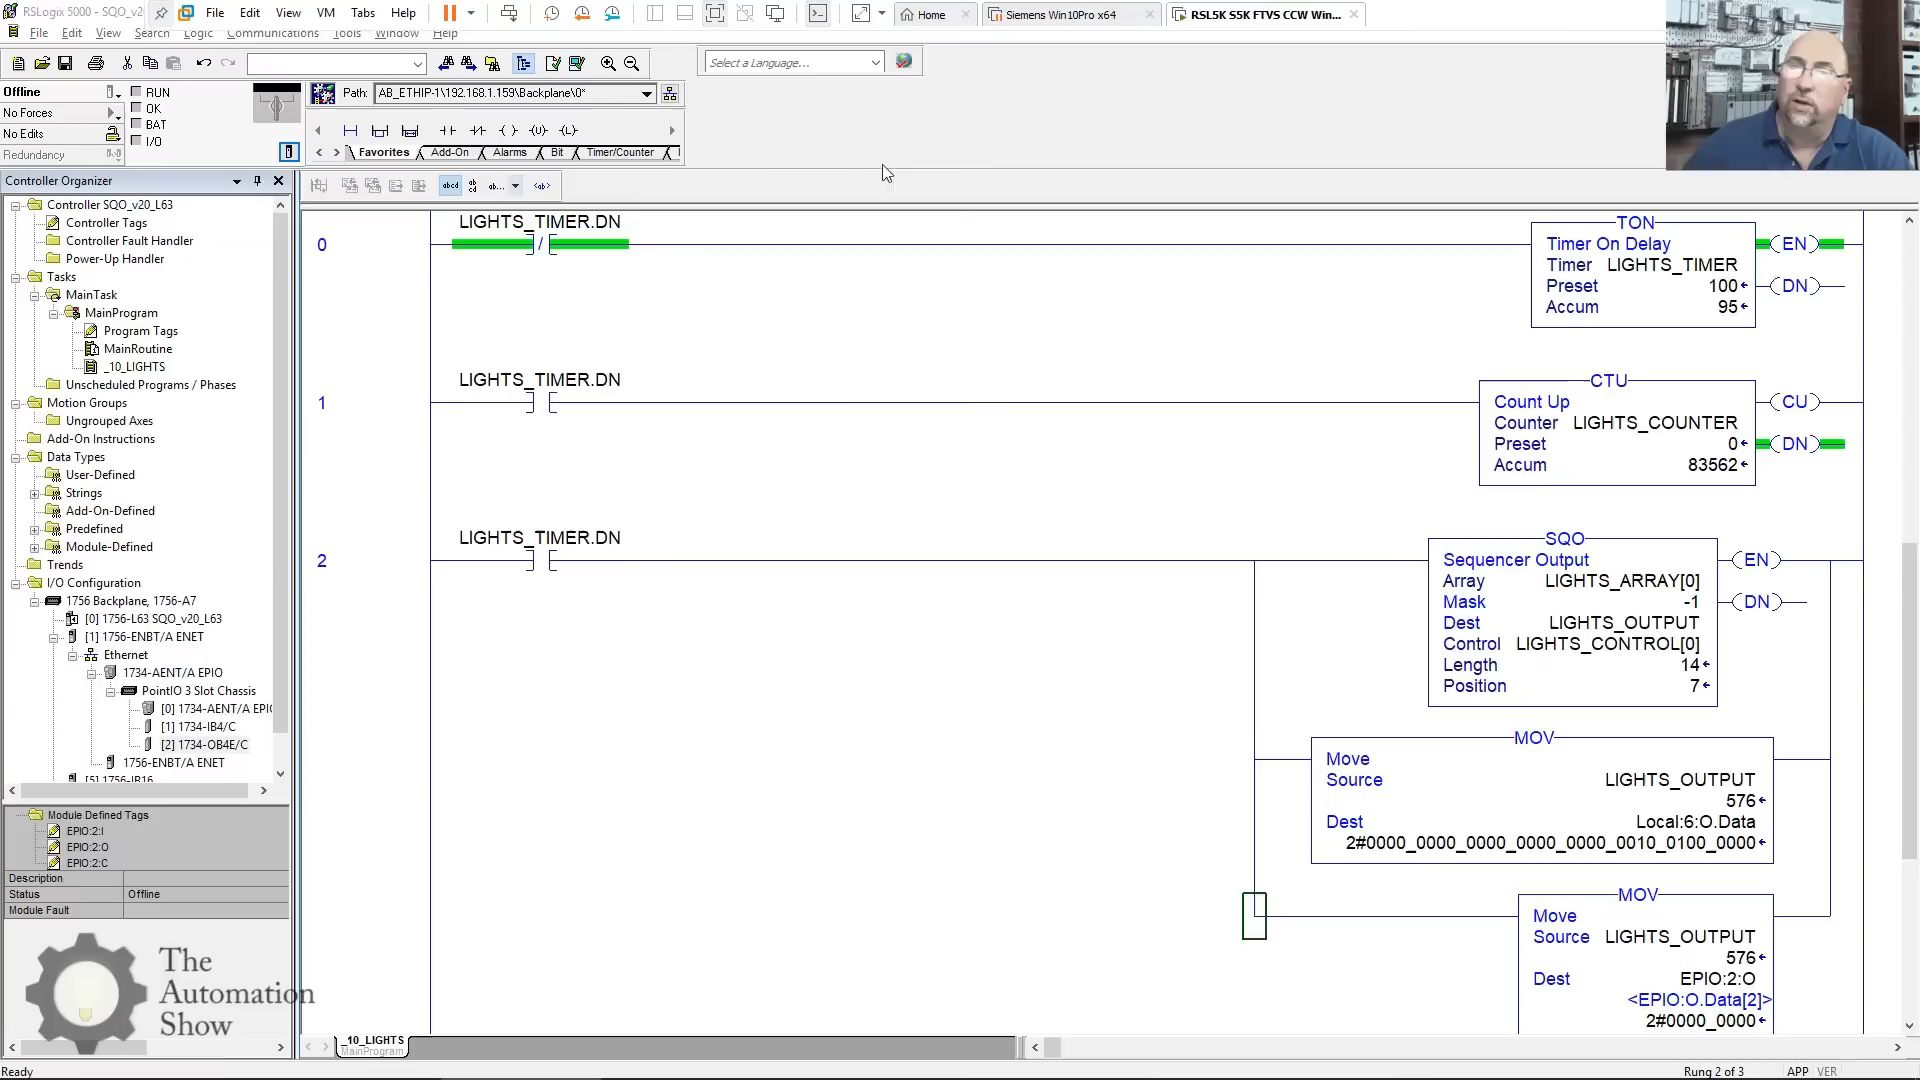 RSLogix 5000 - SQO_v2
File Edit View VM Tabs Help
Home
Siemens Win10Pro x64
RSL5K S5K FTVS CCW Win...
File Edit View Search Logic Communications Tools Window Help
Select a Language...
Offline
RUN
No Forces
OK
No Edits
BAT
Redundancy
I/O
Path: AB_ETHIP-1\192.168.1.159\Backplane\0*
Favorites Add-On Alarms Bit Timer/Counter
Controller Organizer
Controller SQO_v20_L63
Controller Tags
Controller Fault Handler
Power-Up Handler
Tasks
MainTask
MainProgram
Program Tags
MainRoutine
_10_LIGHTS
Unscheduled Programs / Phases
Motion Groups
Ungrouped Axes
Add-On Instructions
Data Types
User-Defined
Strings
Add-On-Defined
Predefined
Module-Defined
Trends
I/O Configuration
1756 Backplane, 1756-A7
[0] 1756-L63 SQO_v20_L63
[1] 1756-ENBT/A ENET
Ethernet
1734-AENT/A EPIO
PointIO 3 Slot Chassis
[0] 1734-AENT/A EPI
[1] 1734-IB4/C
[2] 1734-OB4E/C
1756-ENBT/A ENET
[5] 1756-IB16
Module Defined Tags
EPIO:2:I
EPIO:2:O
EPIO:2:C
Description
Status Offline
Module Fault
The
Automation
Show
abcd ab cd ab... <ab>
0
LIGHTS_TIMER.DN
TON
Timer On Delay
Timer LIGHTS_TIMER
Preset 100
Accum 95
EN
DN
1
LIGHTS_TIMER.DN
CTU
Count Up
Counter LIGHTS_COUNTER
Preset 0
Accum 83562
CU
DN
2
LIGHTS_TIMER.DN
SQO
Sequencer Output
Array LIGHTS_ARRAY[0]
Mask -1
Dest LIGHTS_OUTPUT
Control LIGHTS_CONTROL[0]
Length 14
Position 7
EN
DN
MOV
Move
Source LIGHTS_OUTPUT
576
Dest Local:6:O.Data
2#0000_0000_0000_0000_0000_0010_0100_0000
MOV
Move
Source LIGHTS_OUTPUT
576
Dest EPIO:2:O
<EPIO:O.Data[2]>
2#0000_0000
_10_LIGHTS
MainProgram
Ready
Rung 2 of 3 APP VER